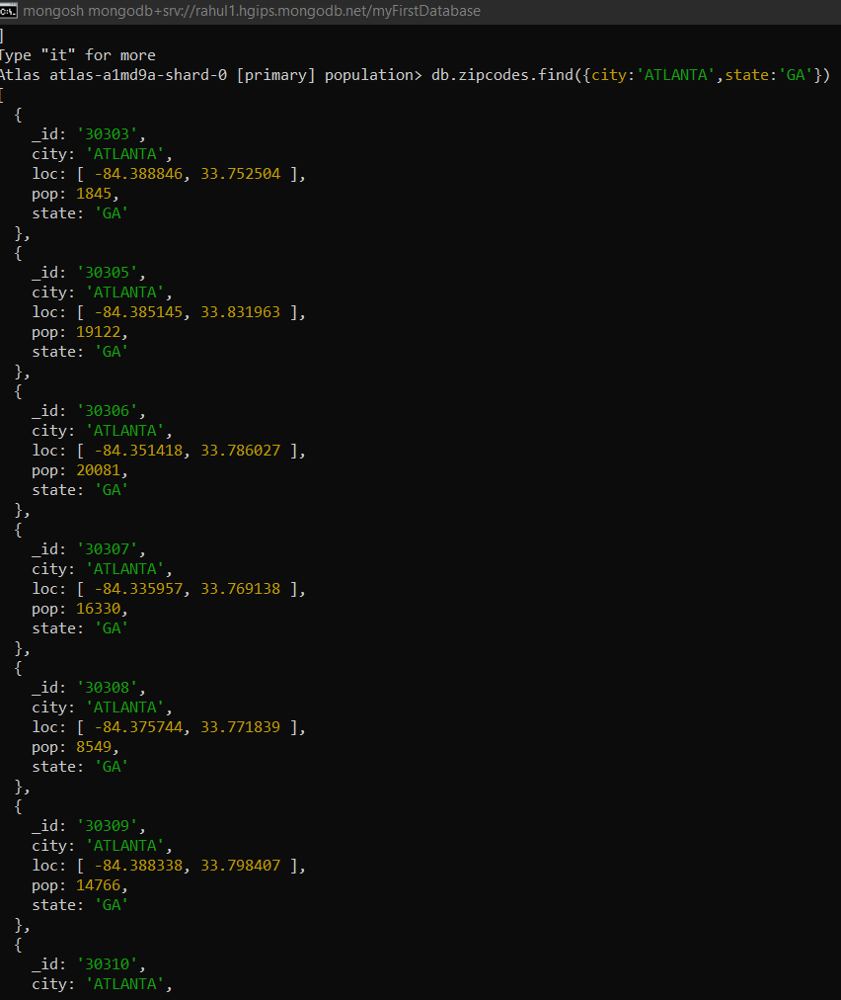 mongosh mongodb+srv://rahul1.hgips.mongodb.net/myFirstDatabase
]
Type "it" for more
Atlas atlas-a1md9a-shard-0 [primary] population> db.zipcodes.find({city:'ATLANTA',state:'GA'})
[
  {
    _id: '30303',
    city: 'ATLANTA',
    loc: [ -84.388846, 33.752504 ],
    pop: 1845,
    state: 'GA'
  },
  {
    _id: '30305',
    city: 'ATLANTA',
    loc: [ -84.385145, 33.831963 ],
    pop: 19122,
    state: 'GA'
  },
  {
    _id: '30306',
    city: 'ATLANTA',
    loc: [ -84.351418, 33.786027 ],
    pop: 20081,
    state: 'GA'
  },
  {
    _id: '30307',
    city: 'ATLANTA',
    loc: [ -84.335957, 33.769138 ],
    pop: 16330,
    state: 'GA'
  },
  {
    _id: '30308',
    city: 'ATLANTA',
    loc: [ -84.375744, 33.771839 ],
    pop: 8549,
    state: 'GA'
  },
  {
    _id: '30309',
    city: 'ATLANTA',
    loc: [ -84.388338, 33.798407 ],
    pop: 14766,
    state: 'GA'
  },
  {
    _id: '30310',
    city: 'ATLANTA',